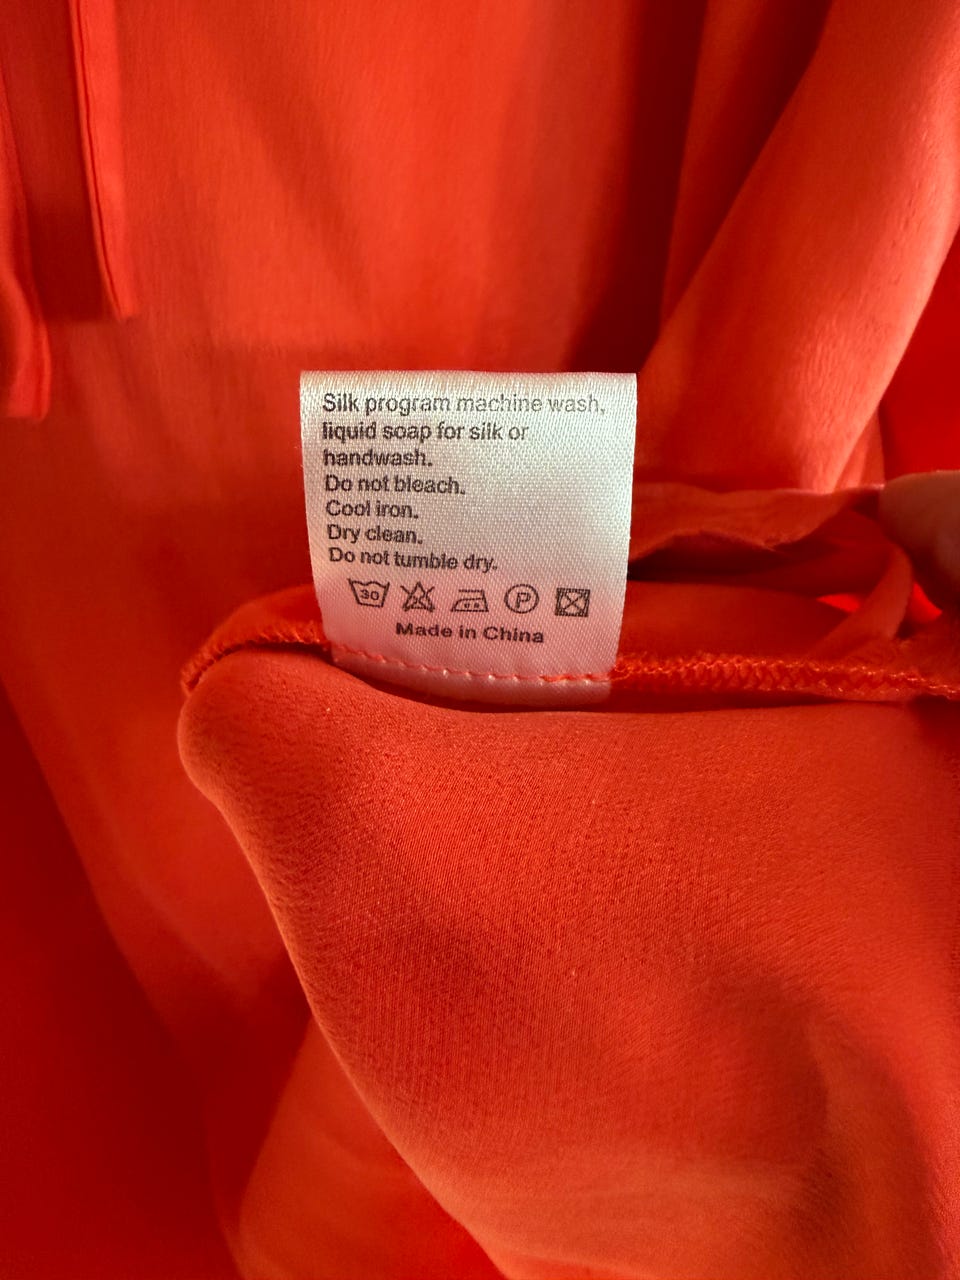 Silk program machine wash,
liquid soap for silk or
handwash.
Do not bleach.
Cool iron.
Dry clean.
Do not tumble dry.
30 P
Made in China